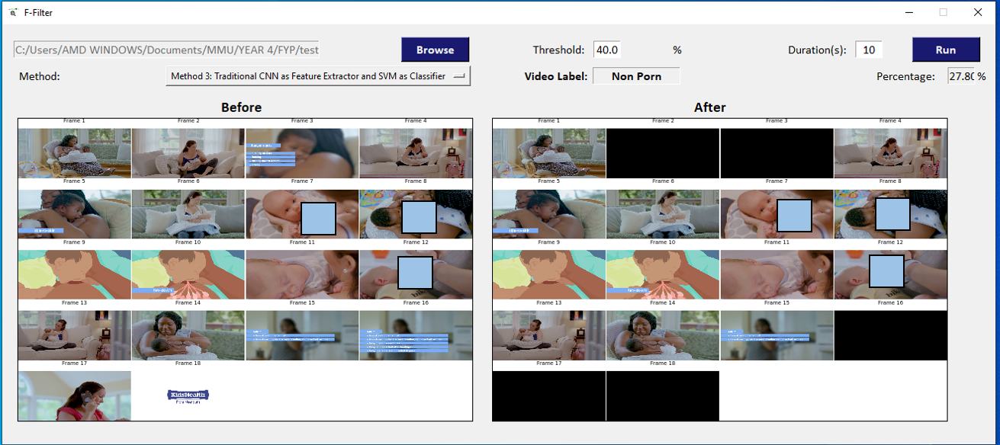 F-Filter
C:/Users/AMD WINDOWS/Documents/MMU/YEAR 4/FYP/test
Browse
Threshold: 40.0 %
Duration(s): 10
Run
Method: Method 3: Traditional CNN as Feature Extractor and SVM as Classifier
Video Label: Non Porn
Percentage: 27.80 %
Before
After
Frame 1 Frame 2 Frame 3 Frame 4
Frame 1 Frame 2 Frame 3 Frame 4
Frame 5 Frame 6 Frame 7 Frame 8
Frame 5 Frame 6 Frame 7 Frame 8
Frame 9 Frame 10 Frame 11 Frame 12
Frame 9 Frame 10 Frame 11 Frame 12
Frame 13 Frame 14 Frame 15 Frame 16
Frame 13 Frame 14 Frame 15 Frame 16
Frame 17 Frame 18
Frame 17 Frame 18
KidsHealth